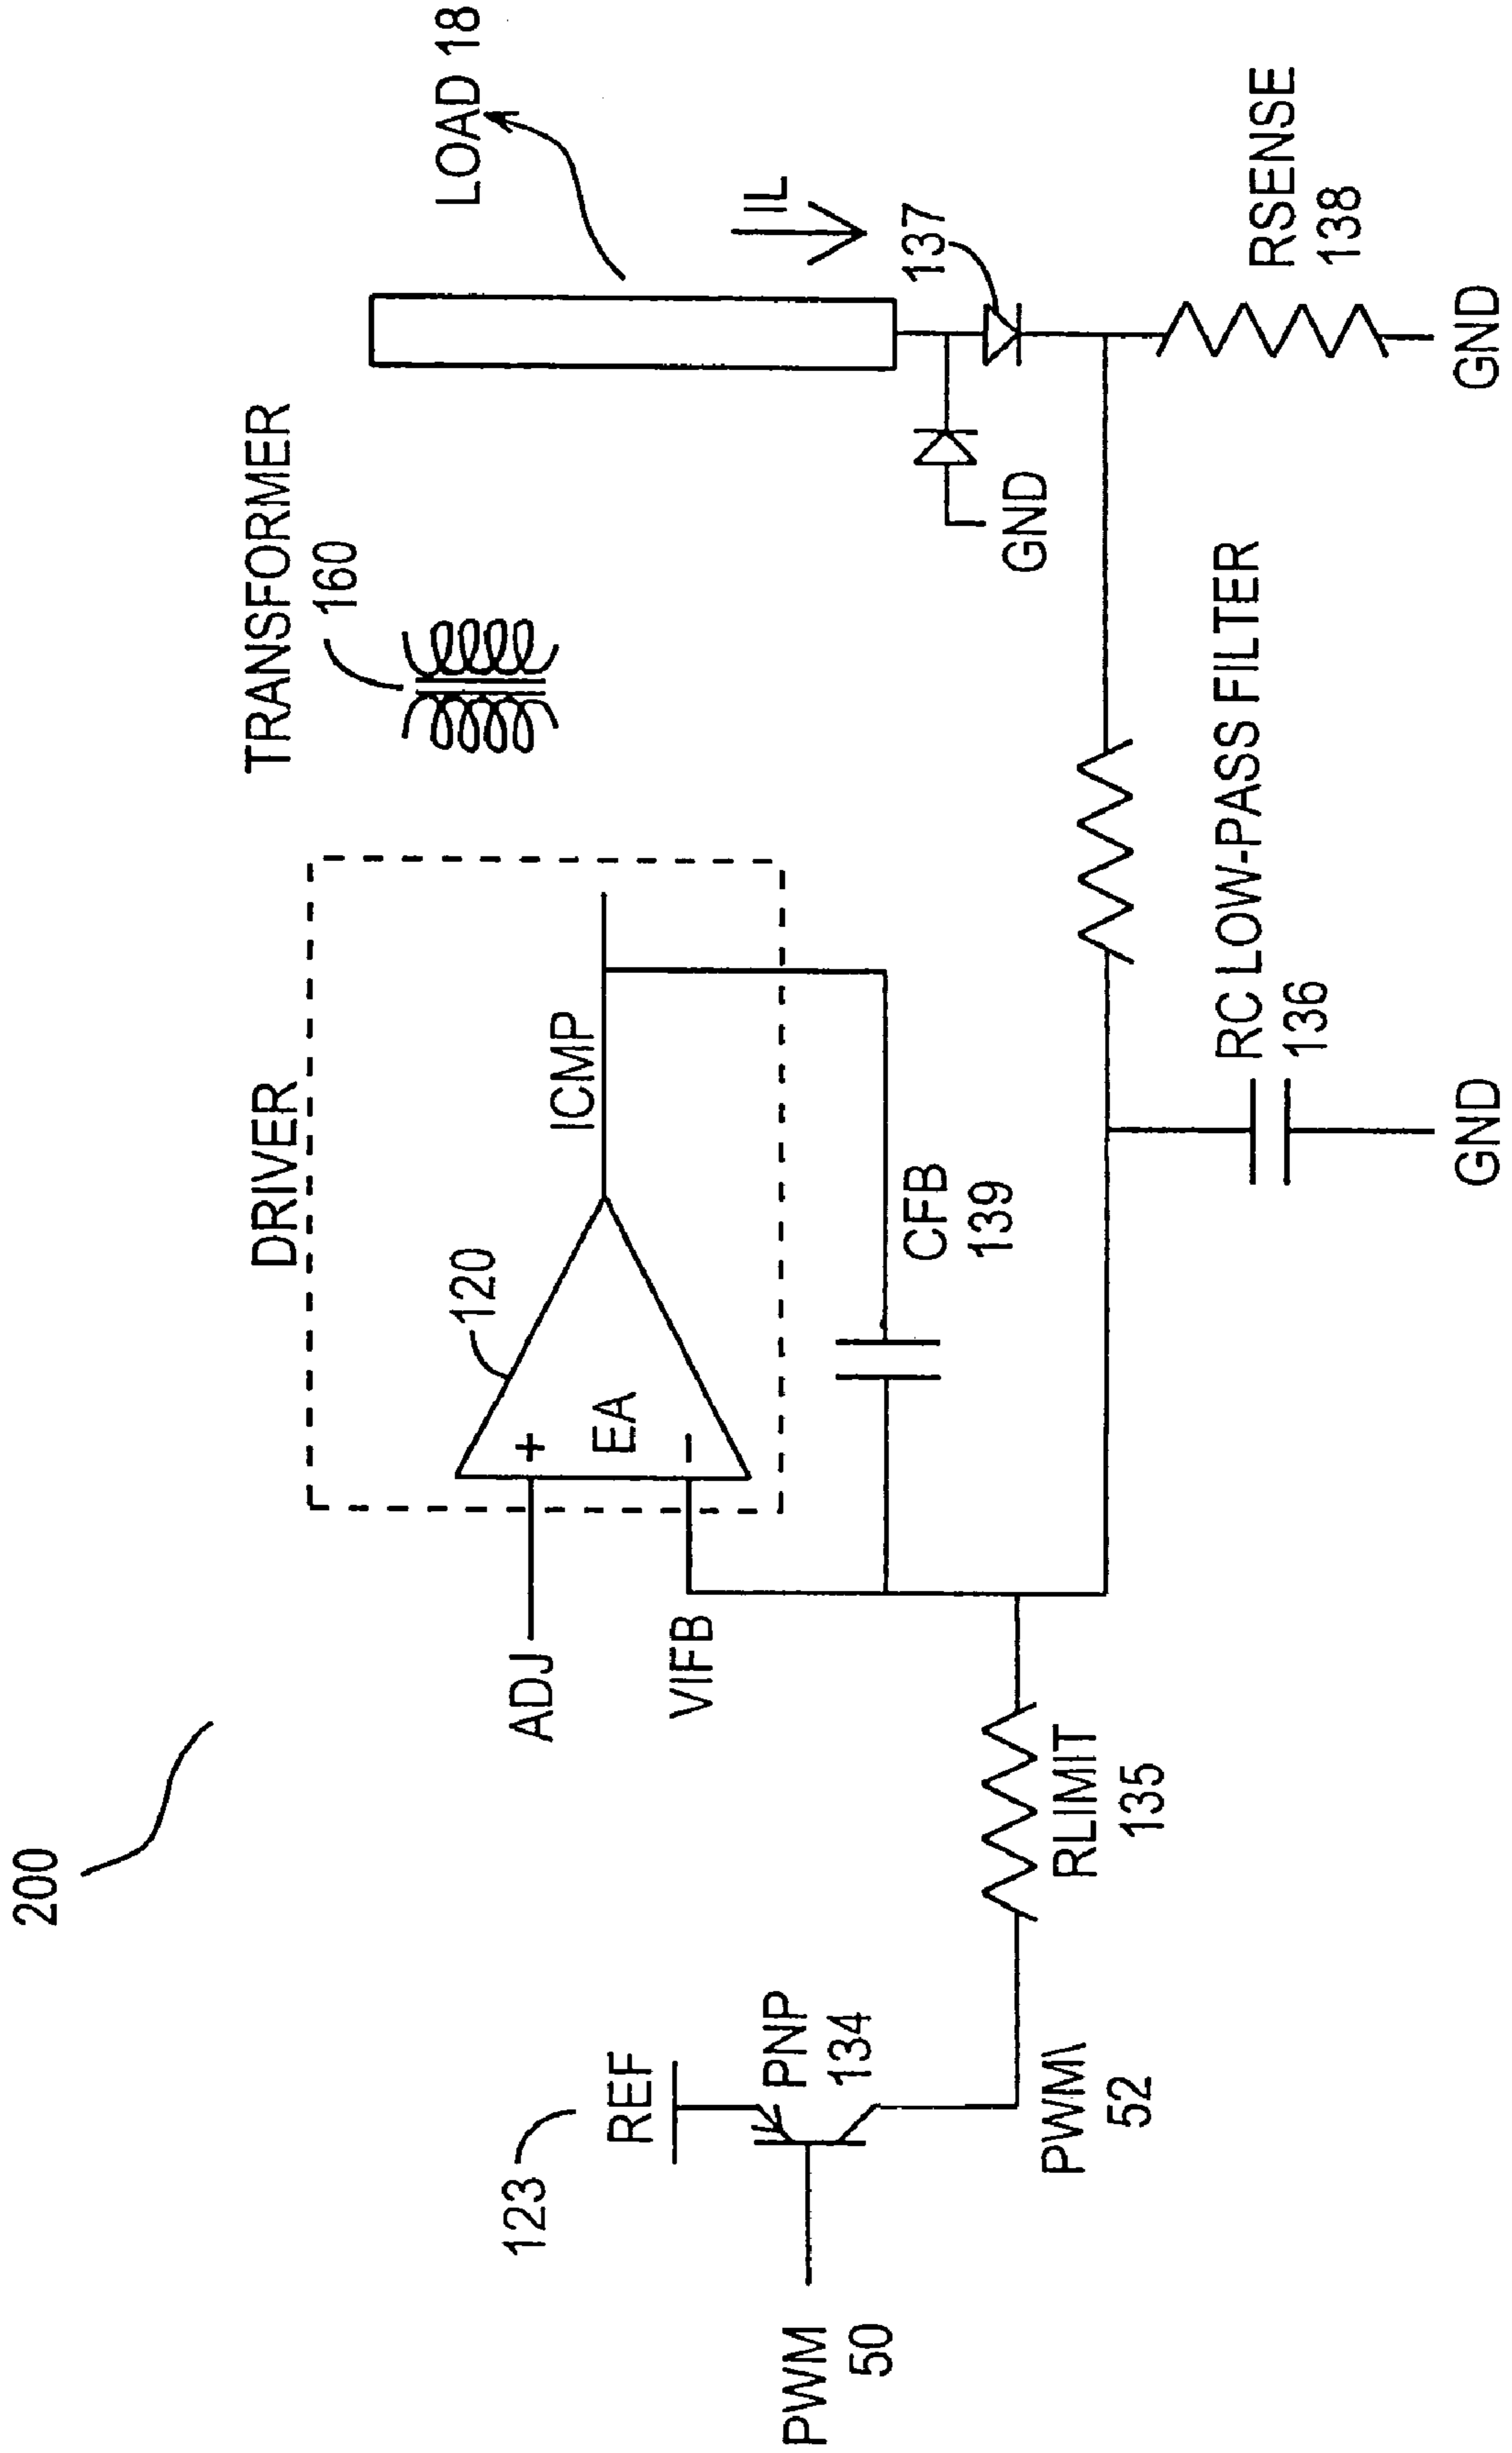 200
TRANSFORMER
160
LOAD 18
IL
137
DRIVER
120
+
EA
−
ICMP
ADJ
VIFB
CFB
139
GND
123
REF
PNP
134
PWM
50
PWM\
52
RLIMIT
135
RC LOW-PASS FILTER
136
GND
RSENSE
138
GND